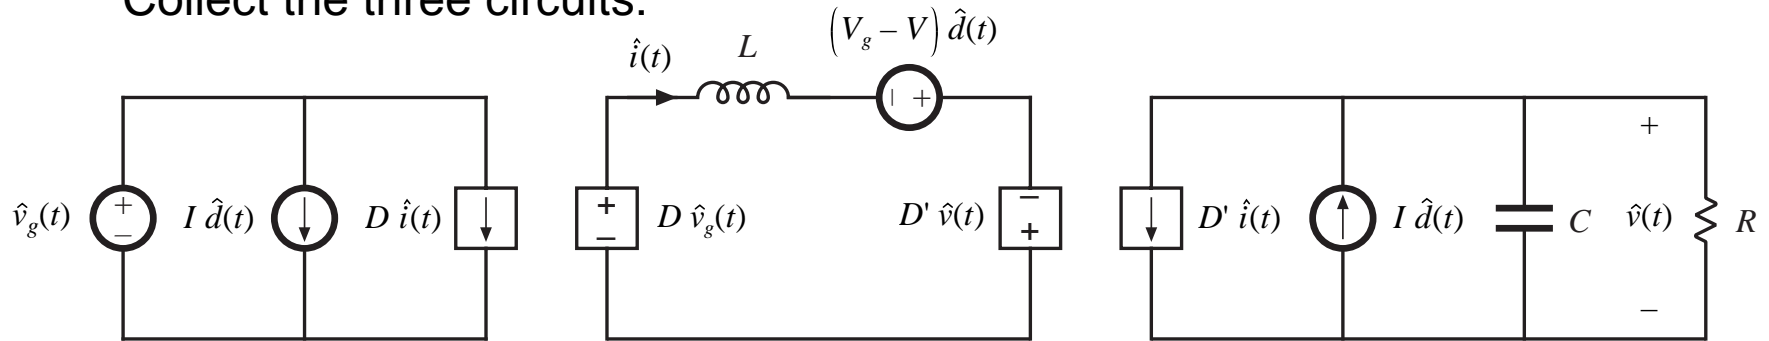 Collect the three circuits:
î(t)
L
(V_g – V) d̂(t)
+
–
v̂_g(t)
I d̂(t)
D î(t)
+
–
D v̂_g(t)
– +
D' v̂(t)
–
+
D' î(t)
I d̂(t)
C
+
v̂(t)
–
R